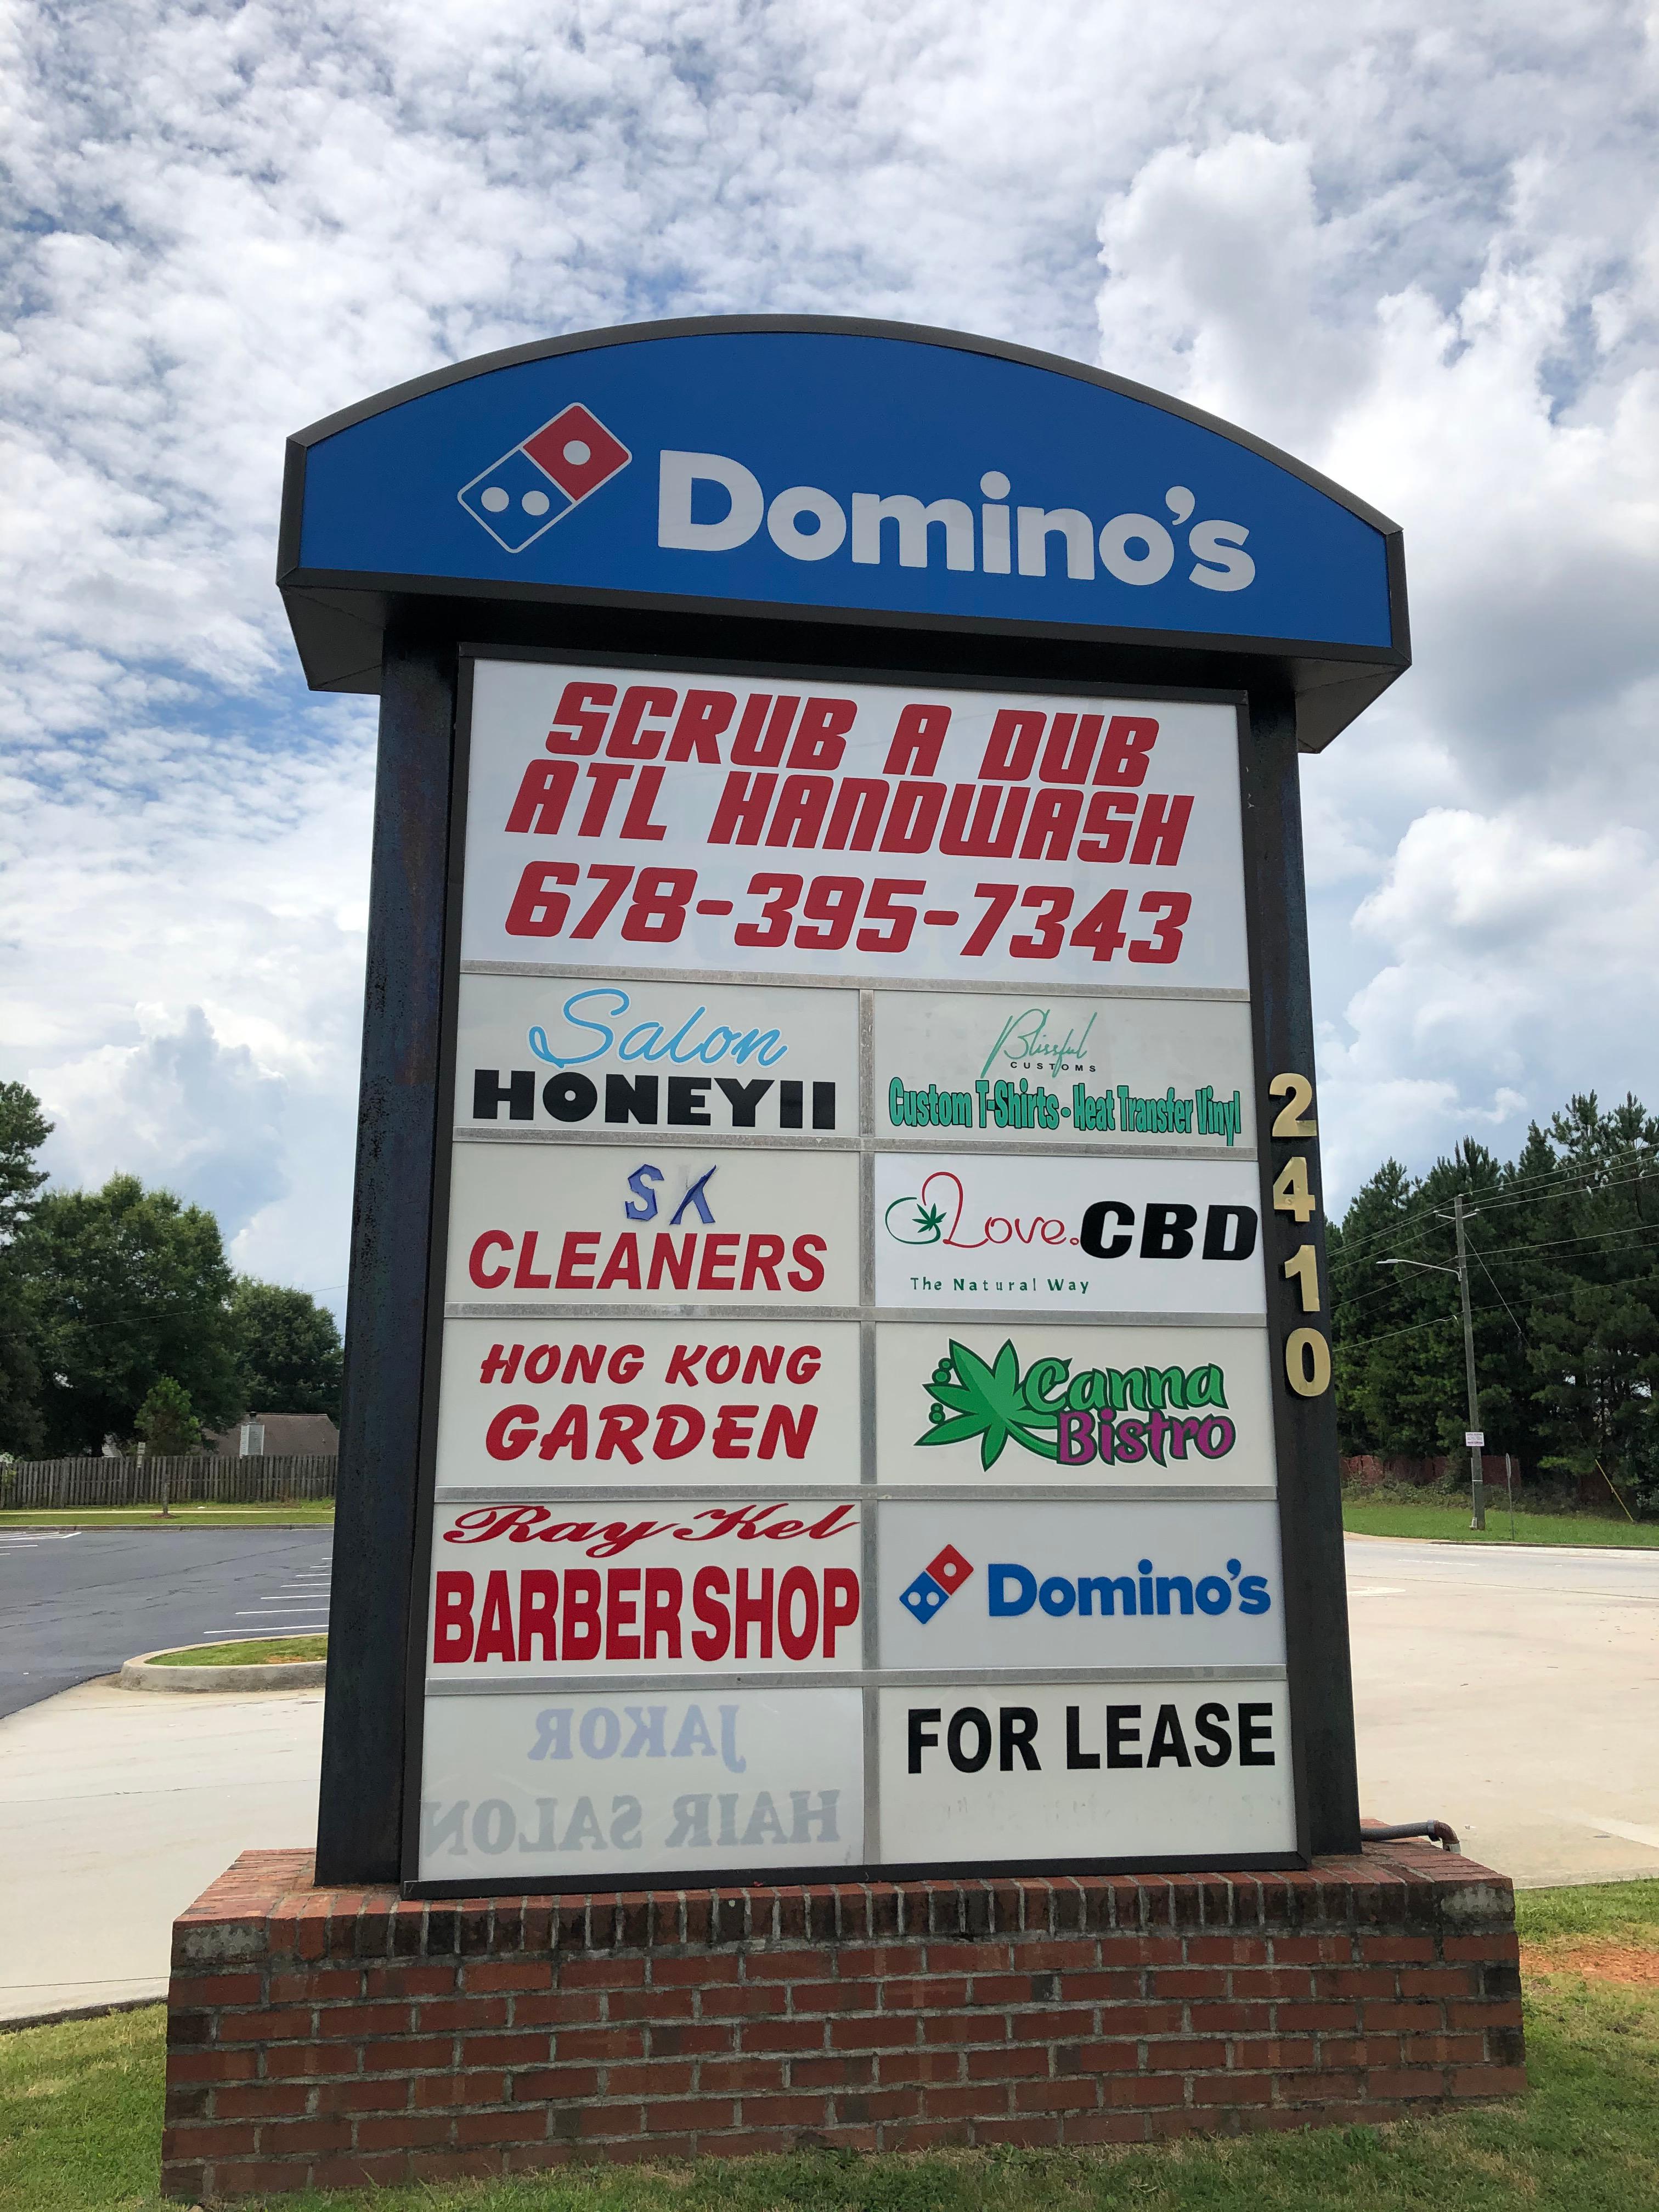 Domino's
SCRUB A DUB
ATL HANDWASH
678-395-7343
Salon
HONEYII
Blissful
CUSTOMS
Custom T-Shirts - Heat Transfer Vinyl
SK
CLEANERS
Love.CBD
The Natural Way
HONG KONG
GARDEN
Canna
Bistro
Ray Kel
BARBER SHOP
Domino's
JAKOR
HAIR SALON
FOR LEASE
2410